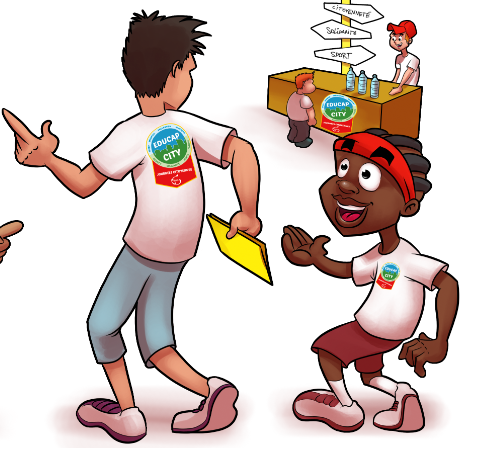 CITOYENNETÉ
SOLIDARITÉ
SPORT
EDUCAP
CITY
EDUCAP
CITY
EDUCAP
CITY